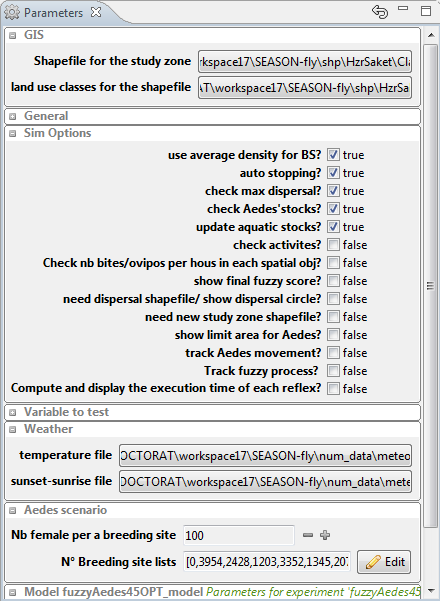 Parameters
GIS
Shapefile for the study zone rkspace17\SEASON-fly\shp\HzrSaket\Cla
land use classes for the shapefile AT\workspace17\SEASON-fly\shp\HzrSa
General
Sim Options
use average density for BS? true
auto stopping? true
check max dispersal? true
check Aedes'stocks? true
update aquatic stocks? true
check activites? false
Check nb bites/ovipos per hous in each spatial obj? false
show final fuzzy score? false
need dispersal shapefile/ show dispersal circle? false
need new study zone shapefile? false
show limit area for Aedes? false
track Aedes movement? false
Track fuzzy process? false
Compute and display the execution time of each reflex? false
Variable to test
Weather
temperature file OCTORAT\workspace17\SEASON-fly\num_data\meteo
sunset-sunrise file DOCTORAT\workspace17\SEASON-fly\num_data\mete
Aedes scenario
Nb female per a breeding site 100
N° Breeding site lists [0,3954,2428,1203,3352,1345,207 Edit
Model fuzzyAedes45OPT_model Parameters for experiment 'fuzzyAedes45